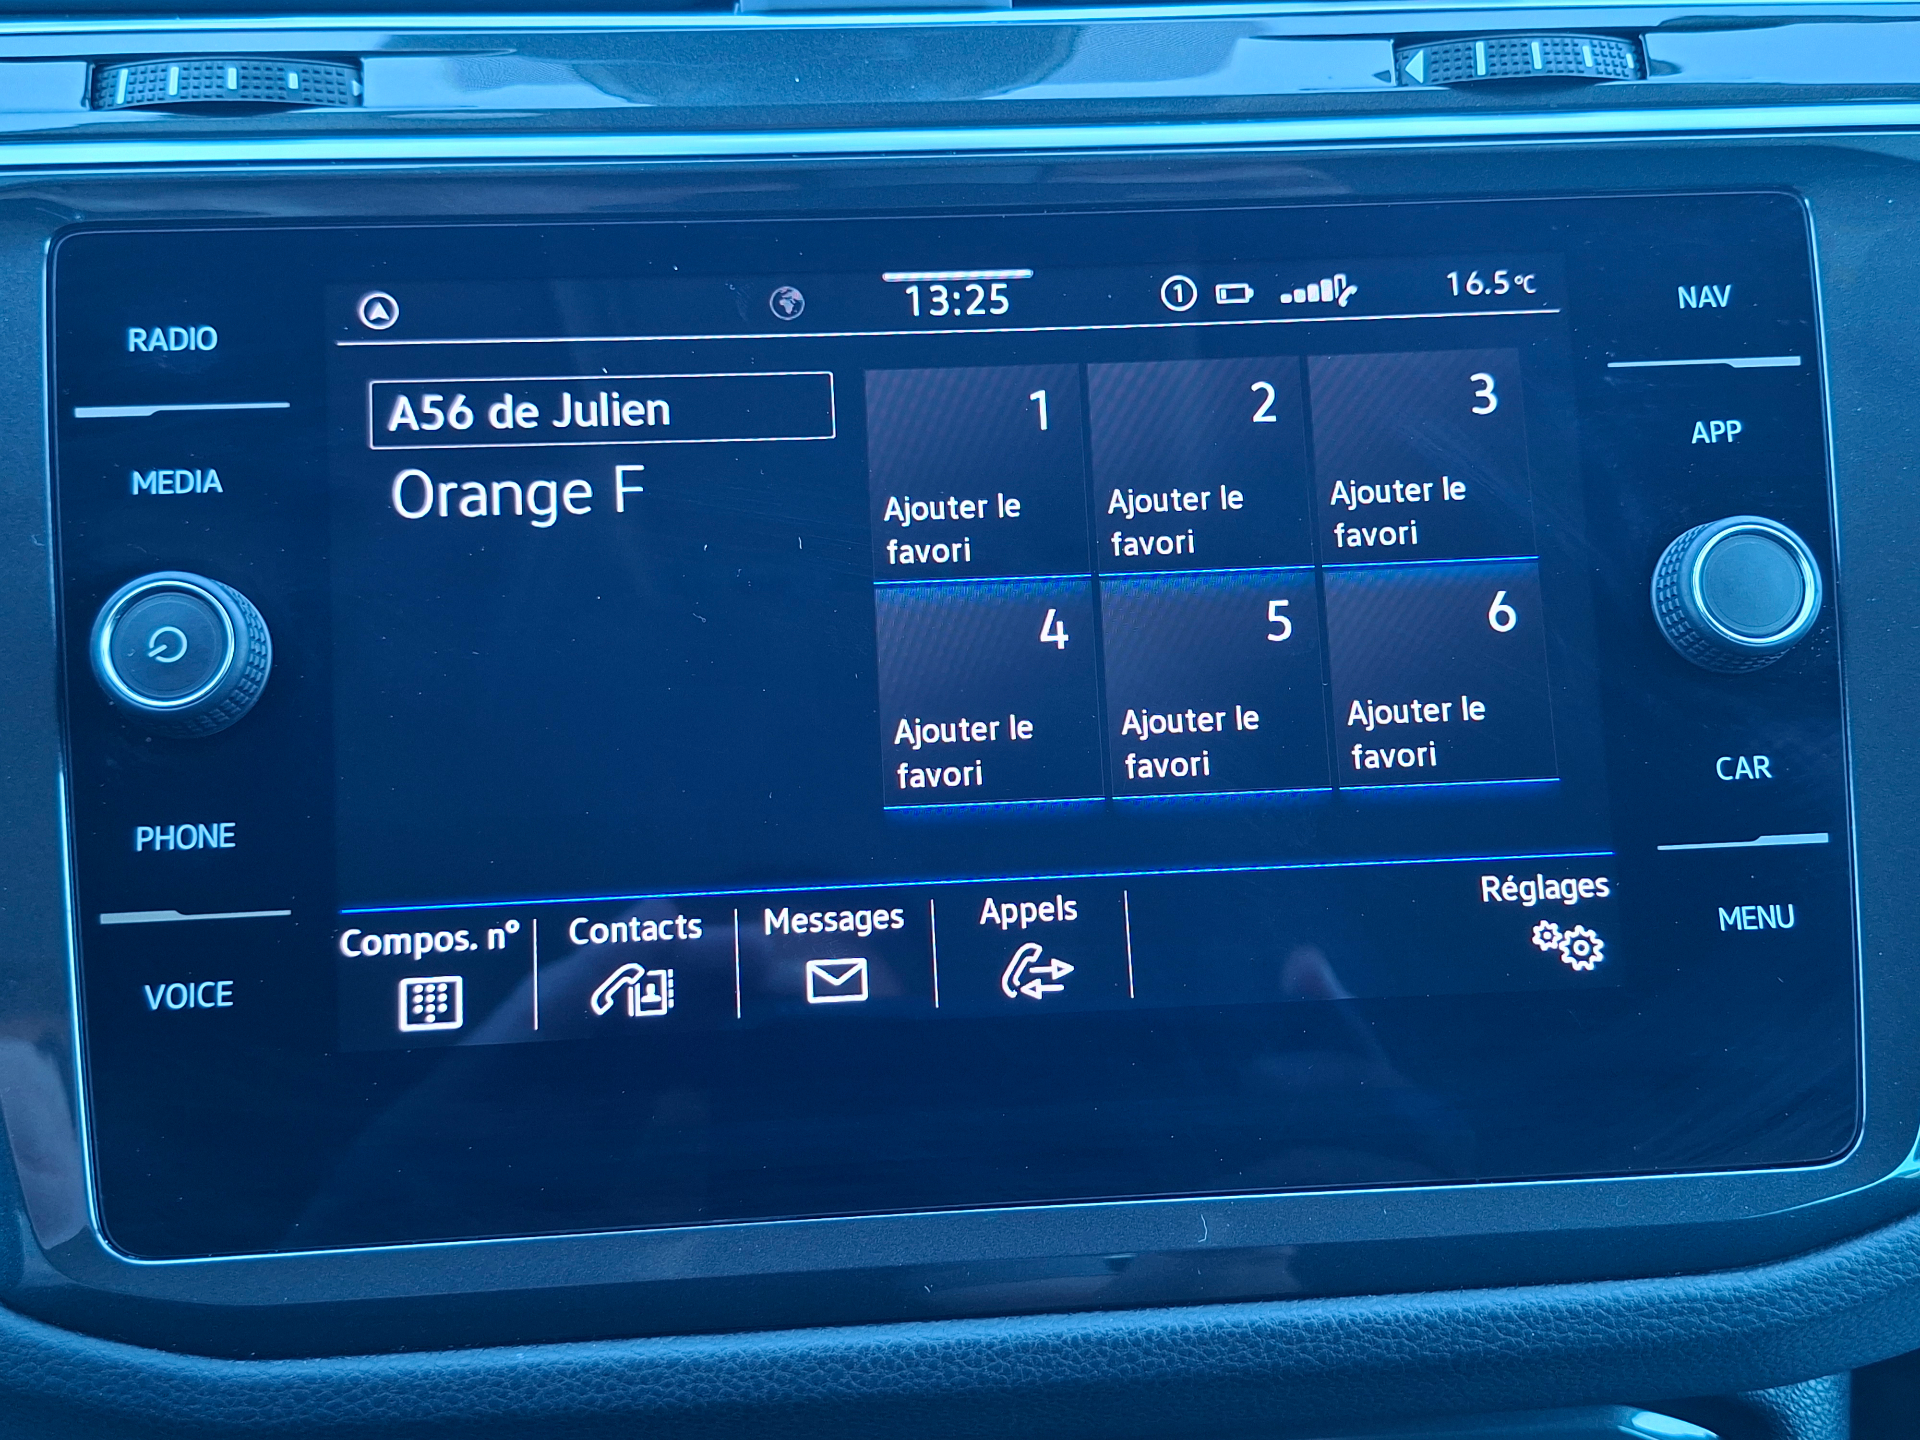 13:25
1
16.5°C
RADIO
MEDIA
PHONE
VOICE
A56 de Julien
Orange F
1
Ajouter le
favori
2
Ajouter le
favori
3
Ajouter le
favori
4
Ajouter le
favori
5
Ajouter le
favori
6
Ajouter le
favori
Compos. n°
Contacts
Messages
Appels
Réglages
NAV
APP
CAR
MENU